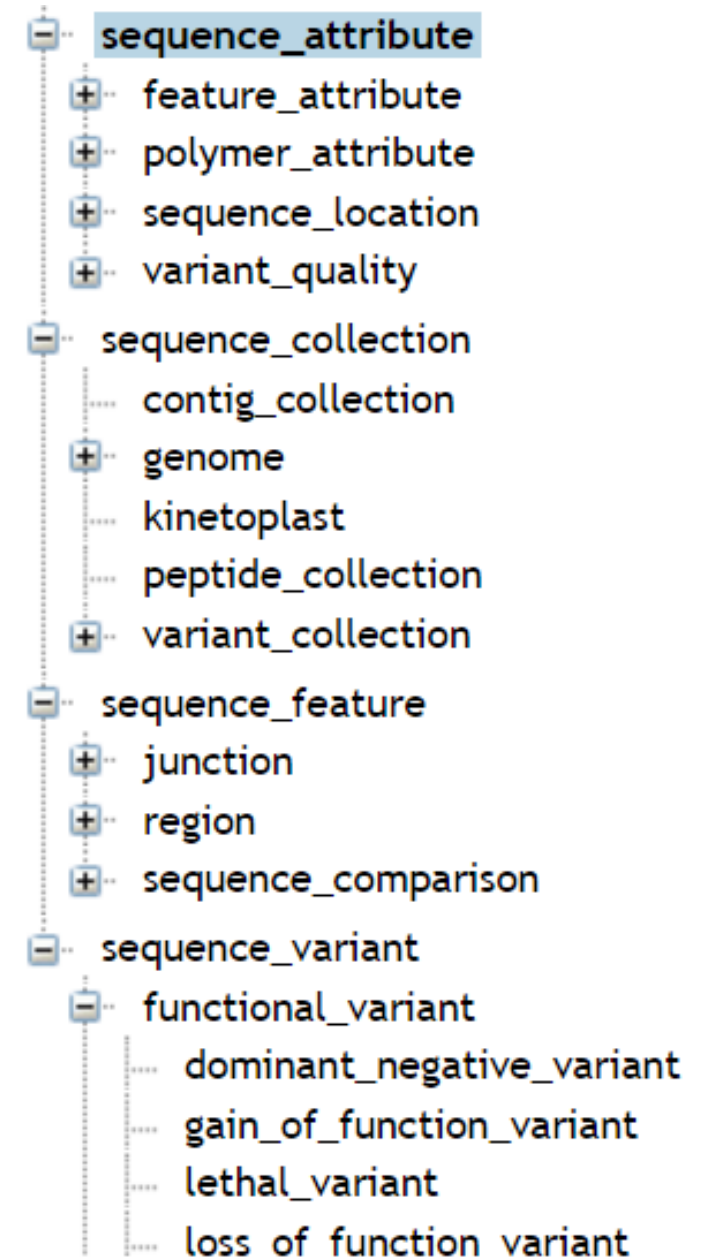 sequence_attribute
feature_attribute
polymer_attribute
sequence_location
variant_quality
sequence_collection
contig_collection
genome
kinetoplast
peptide_collection
variant_collection
sequence_feature
junction
region
sequence_comparison
sequence_variant
functional_variant
dominant_negative_variant
gain_of_function_variant
lethal_variant
loss_of_function_variant